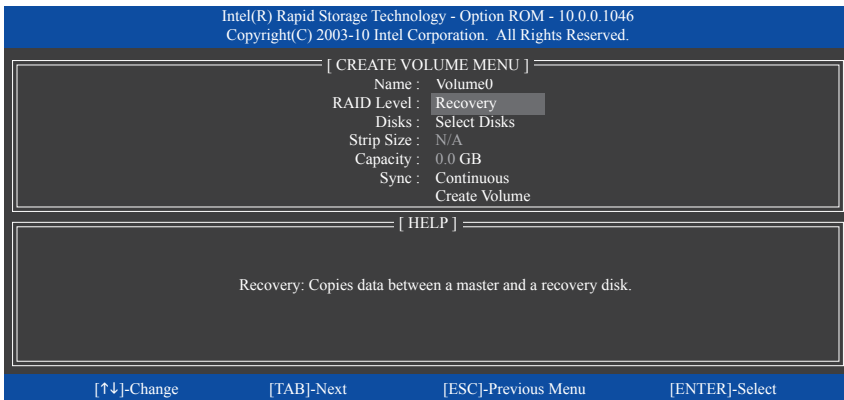 Intel(R) Rapid Storage Technology - Option ROM - 10.0.0.1046
Copyright(C) 2003-10 Intel Corporation. All Rights Reserved.
[ CREATE VOLUME MENU ]
Name : Volume0
RAID Level : Recovery
Disks : Select Disks
Strip Size : N/A
Capacity : 0.0 GB
Sync : Continuous
Create Volume
[ HELP ]
Recovery: Copies data between a master and a recovery disk.
[↑↓]-Change [TAB]-Next [ESC]-Previous Menu [ENTER]-Select